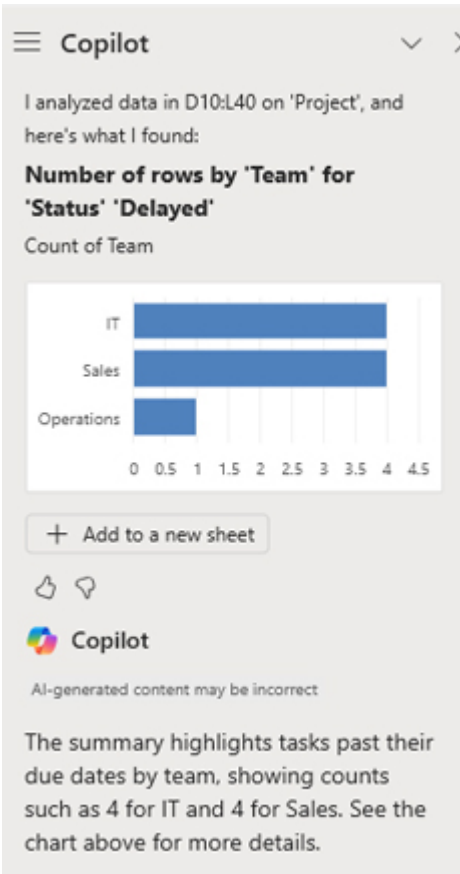 Copilot
I analyzed data in D10:L40 on 'Project', and
here's what I found:
Number of rows by 'Team' for
'Status' 'Delayed'
Count of Team
IT
Sales
Operations
0 0.5 1 1.5 2 2.5 3 3.5 4 4.5
+ Add to a new sheet
Copilot
AI-generated content may be incorrect
The summary highlights tasks past their
due dates by team, showing counts
such as 4 for IT and 4 for Sales. See the
chart above for more details.